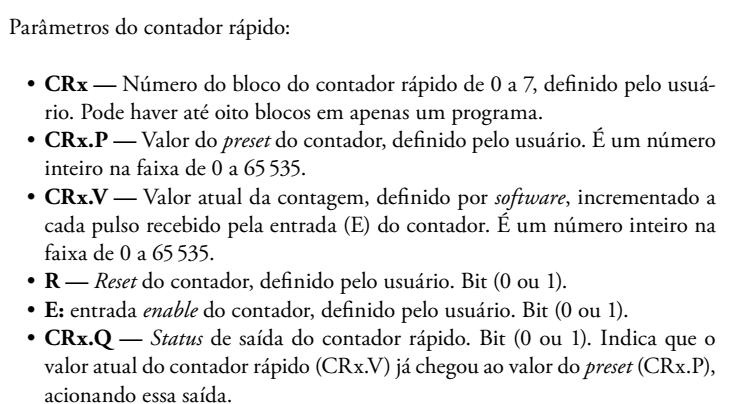 Parâmetros do contador rápido:
• CRx — Número do bloco do contador rápido de 0 a 7, definido pelo usuá-
rio. Pode haver até oito blocos em apenas um programa.
• CRx.P — Valor do preset do contador, definido pelo usuário. É um número
inteiro na faixa de 0 a 65 535.
• CRx.V — Valor atual da contagem, definido por software, incrementado a
cada pulso recebido pela entrada (E) do contador. É um número inteiro na
faixa de 0 a 65 535.
• R — Reset do contador, definido pelo usuário. Bit (0 ou 1).
• E: entrada enable do contador, definido pelo usuário. Bit (0 ou 1).
• CRx.Q — Status de saída do contador rápido. Bit (0 ou 1). Indica que o
valor atual do contador rápido (CRx.V) já chegou ao valor do preset (CRx.P),
acionando essa saída.